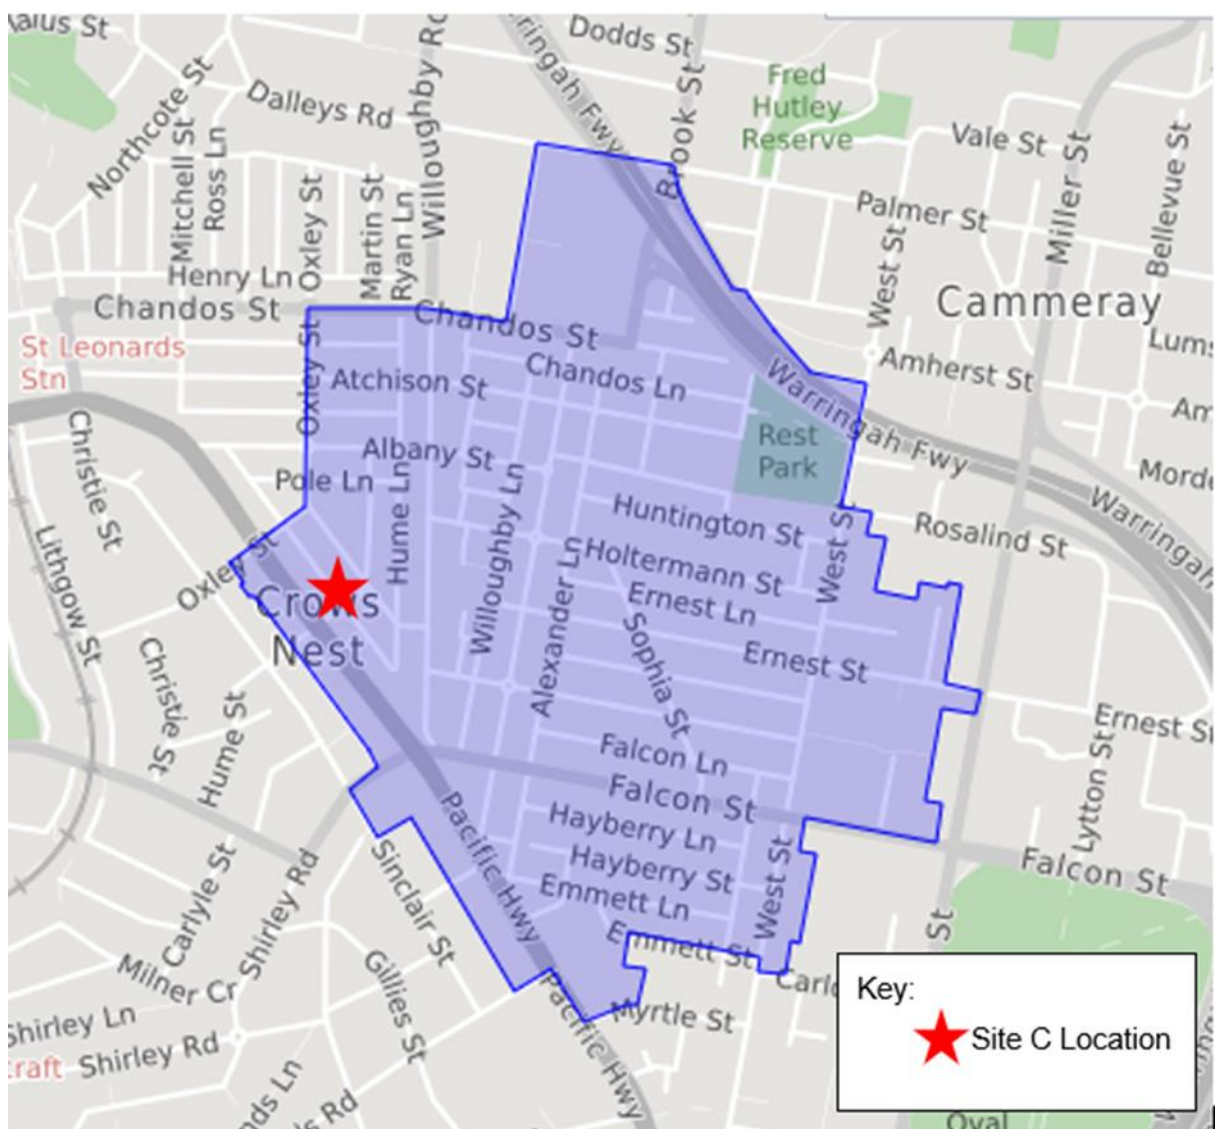 Dodds St
Willoughby Rd
Warringah Fwy
Brook St
Fred
Hutley
Reserve
Northcote St
Dalleys Rd
Mitchell St
Ross Ln
Vale St
Miller St
Bellevue St
Oxley St
Martin St
Ryan Ln
Palmer St
West St
Henry Ln
Chandos St
Cammeray
Chandos St
St Leonards
Stn
Oxley St
Atchison St
Chandos Ln
Amherst St
Warringah Fwy
Christie St
Albany St
Rest
Park
Pole Ln
Hume Ln
Willoughby Ln
Huntington St
West St
Rosalind St
Warringah
Lithgow St
Oxley St
Crows
Nest
Alexander Ln
Holtermann St
Ernest Ln
Sophia St
Ernest St
Christie St
Hume St
Ernest St
Lytton St
Falcon Ln
Falcon St
Pacific Hwy
Hayberry Ln
Hayberry St
Falcon St
Sinclair St
Carlyle St
Shirley Rd
Emmett Ln
West St
Emmett St
St
Milner Cr
Gillies St
Pacific Hwy
Myrtle St
Shirley Ln
Shirley Rd
Oval
Key:
Site C Location